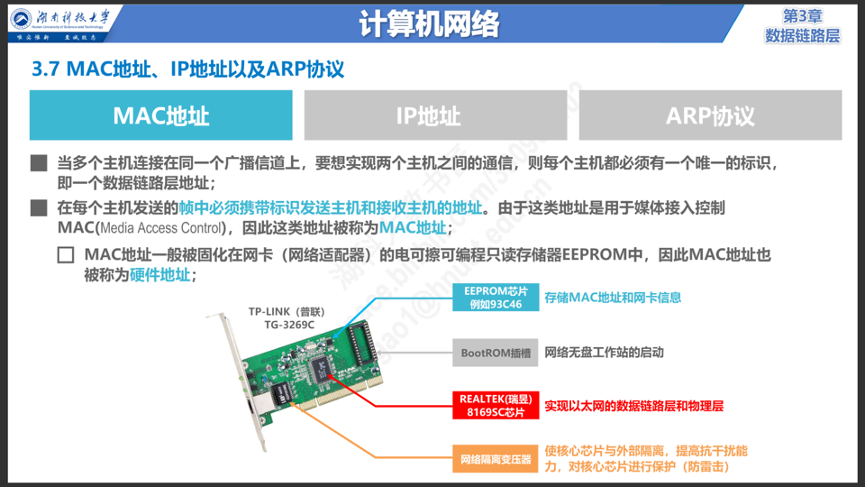 湖南科技大学
Hunan University of Science and Technology
唯实惟新 至诚致志
计算机网络
第3章
数据链路层
3.7 MAC地址、IP地址以及ARP协议
MAC地址
IP地址
ARP协议
当多个主机连接在同一个广播信道上，要想实现两个主机之间的通信，则每个主机都必须有一个唯一的标识，
即一个数据链路层地址；
在每个主机发送的帧中必须携带标识发送主机和接收主机的地址。由于这类地址是用于媒体接入控制
MAC(Media Access Control)，因此这类地址被称为MAC地址；
MAC地址一般被固化在网卡（网络适配器）的电可擦可编程只读存储器EEPROM中，因此MAC地址也
被称为硬件地址；
TP-LINK（普联）
TG-3269C
EEPROM芯片
例如93C46
存储MAC地址和网卡信息
BootROM插槽
网络无盘工作站的启动
REALTEK(瑞昱)
8169SC芯片
实现以太网的数据链路层和物理层
网络隔离变压器
使核心芯片与外部隔离，提高抗干扰能
力，对核心芯片进行保护（防雷击）